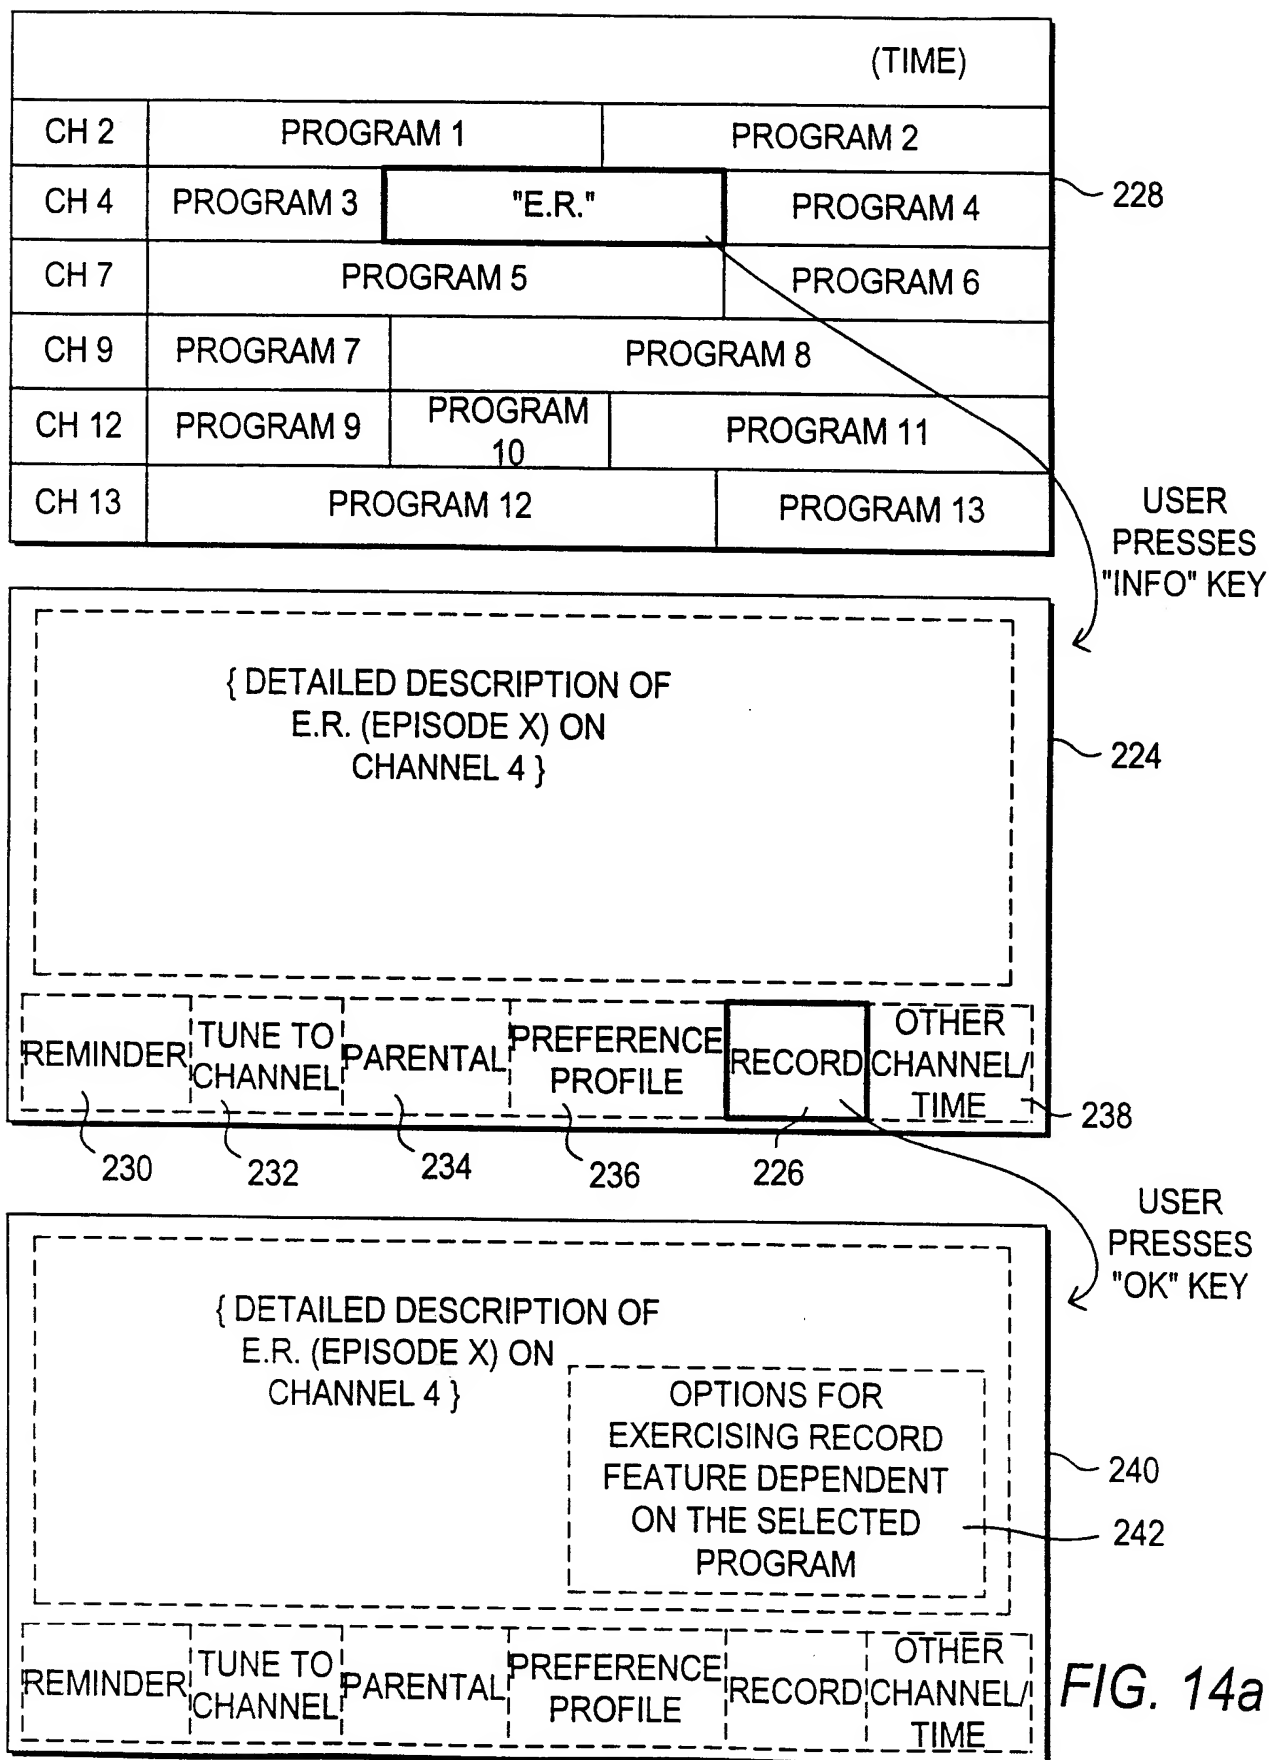 (TIME)
CH 2 PROGRAM 1 PROGRAM 2
CH 4 PROGRAM 3 "E.R." PROGRAM 4
228
CH 7 PROGRAM 5 PROGRAM 6
CH 9 PROGRAM 7 PROGRAM 8
CH 12 PROGRAM 9 PROGRAM
10 PROGRAM 11
CH 13 PROGRAM 12 PROGRAM 13
USER
PRESSES
"INFO" KEY
{ DETAILED DESCRIPTION OF
E.R. (EPISODE X) ON
CHANNEL 4 }
224
REMINDER
TUNE TO
CHANNEL
PARENTAL
PREFERENCE
PROFILE
RECORD
OTHER
CHANNEL/
TIME
238
230 232 234 236 226
USER
PRESSES
"OK" KEY
{ DETAILED DESCRIPTION OF
E.R. (EPISODE X) ON
CHANNEL 4 }
OPTIONS FOR
EXERCISING RECORD
FEATURE DEPENDENT
ON THE SELECTED
PROGRAM
240
242
REMINDER
TUNE TO
CHANNEL
PARENTAL
PREFERENCE
PROFILE
RECORD
OTHER
CHANNEL/
TIME
FIG. 14a